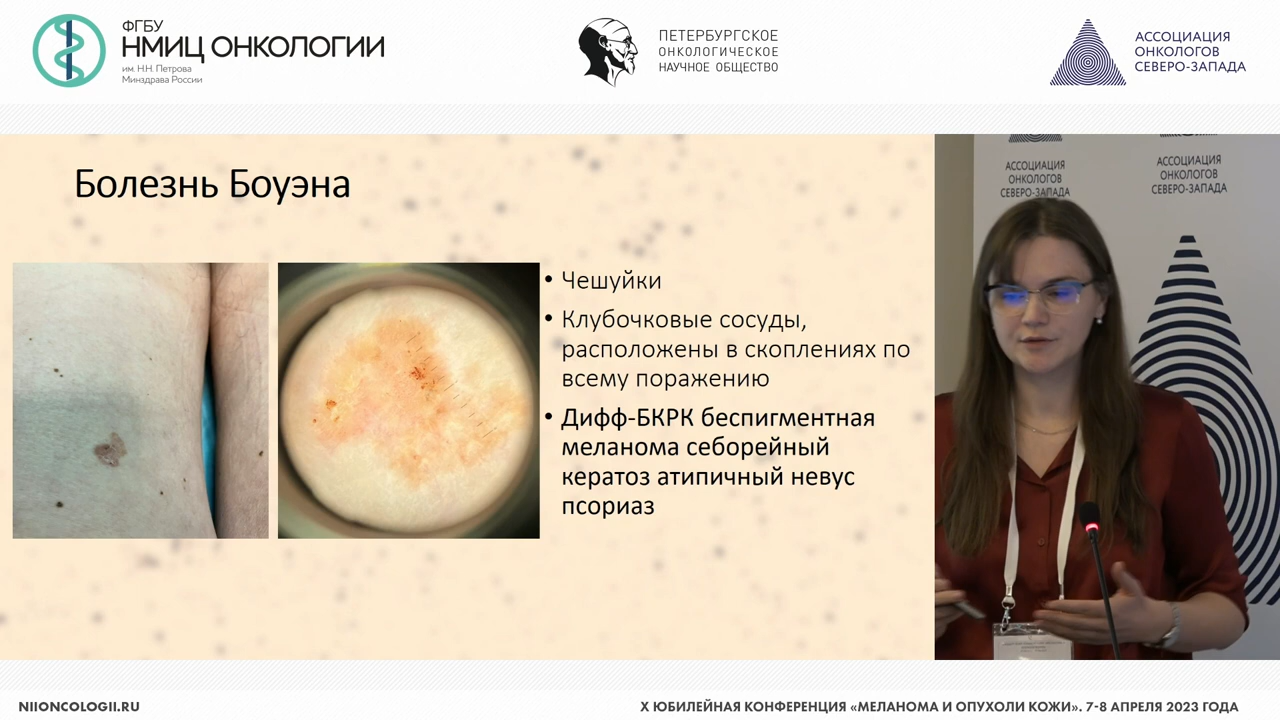 ФГБУ
НМИЦ ОНКОЛОГИИ
им. Н.Н. Петрова
Минздрава России
ПЕТЕРБУРГСКОЕ
ОНКОЛОГИЧЕСКОЕ
НАУЧНОЕ ОБЩЕСТВО
АССОЦИАЦИЯ
ОНКОЛОГОВ
СЕВЕРО-ЗАПАДА
Болезнь Боуэна
• Чешуйки
• Клубочковые сосуды,
расположены в скоплениях по
всему поражению
• Дифф-БКРК беспигментная
меланома себорейный
кератоз атипичный невус
псориаз
АССОЦИАЦИЯ
ОНКОЛОГОВ
СЕВЕРО-ЗАПАДА
АССОЦИАЦИЯ
ОНКОЛОГОВ
СЕВЕРО-ЗАПАДА
NIIONCOLOGII.RU
X ЮБИЛЕЙНАЯ КОНФЕРЕНЦИЯ «МЕЛАНОМА И ОПУХОЛИ КОЖИ». 7-8 АПРЕЛЯ 2023 ГОДА